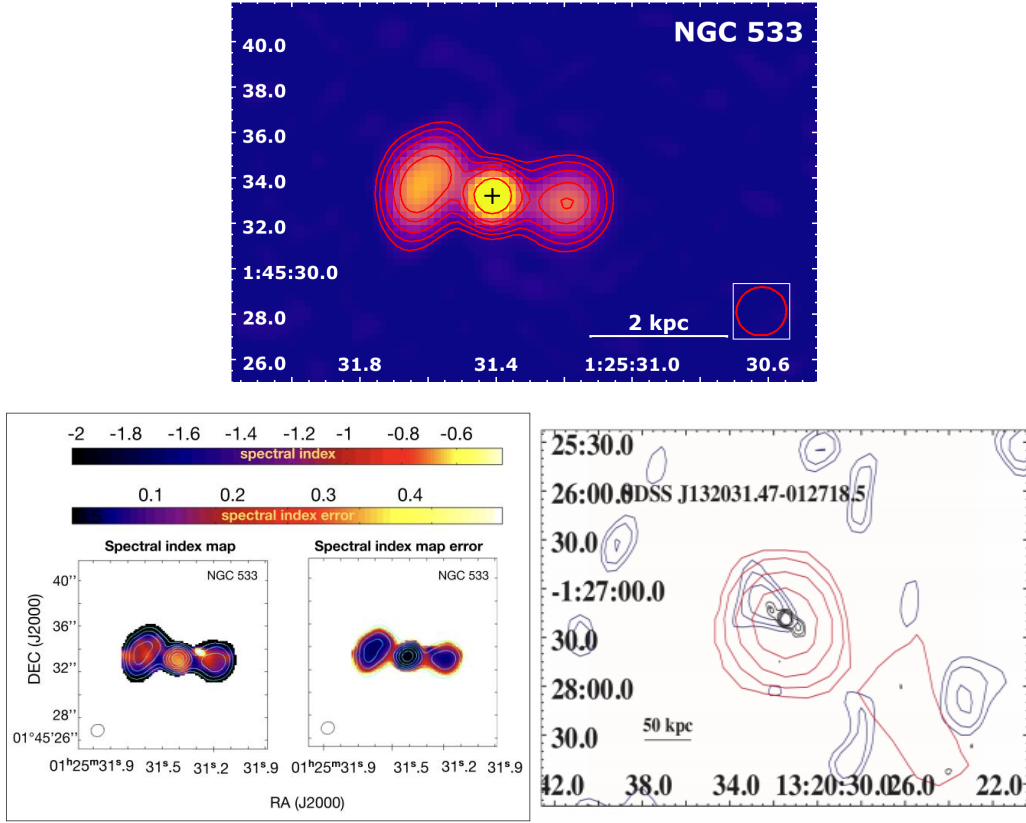 NGC 533
40.0
38.0
36.0
34.0
32.0
1:45:30.0
28.0
26.0
2 kpc
31.8 31.4 1:25:31.0 30.6
-2 -1.8 -1.6 -1.4 -1.2 -1 -0.8 -0.6
spectral index
0.1 0.2 0.3 0.4
spectral index error
Spectral index map
Spectral index map error
NGC 533
NGC 533
DEC (J2000)
40’’
36’’
32’’
28’’
01°45’26’’
01h25m31s.9 31s.5 31s.2 31s.9
01h25m31s.9 31s.5 31s.2 31s.9
RA (J2000)
25:30.0
26:00.0
SDSS J132031.47-012718.5
30.0
-1:27:00.0
30.0
28:00.0
30.0
50 kpc
42.0 38.0 34.0 13:20:30.0 26.0 22.0